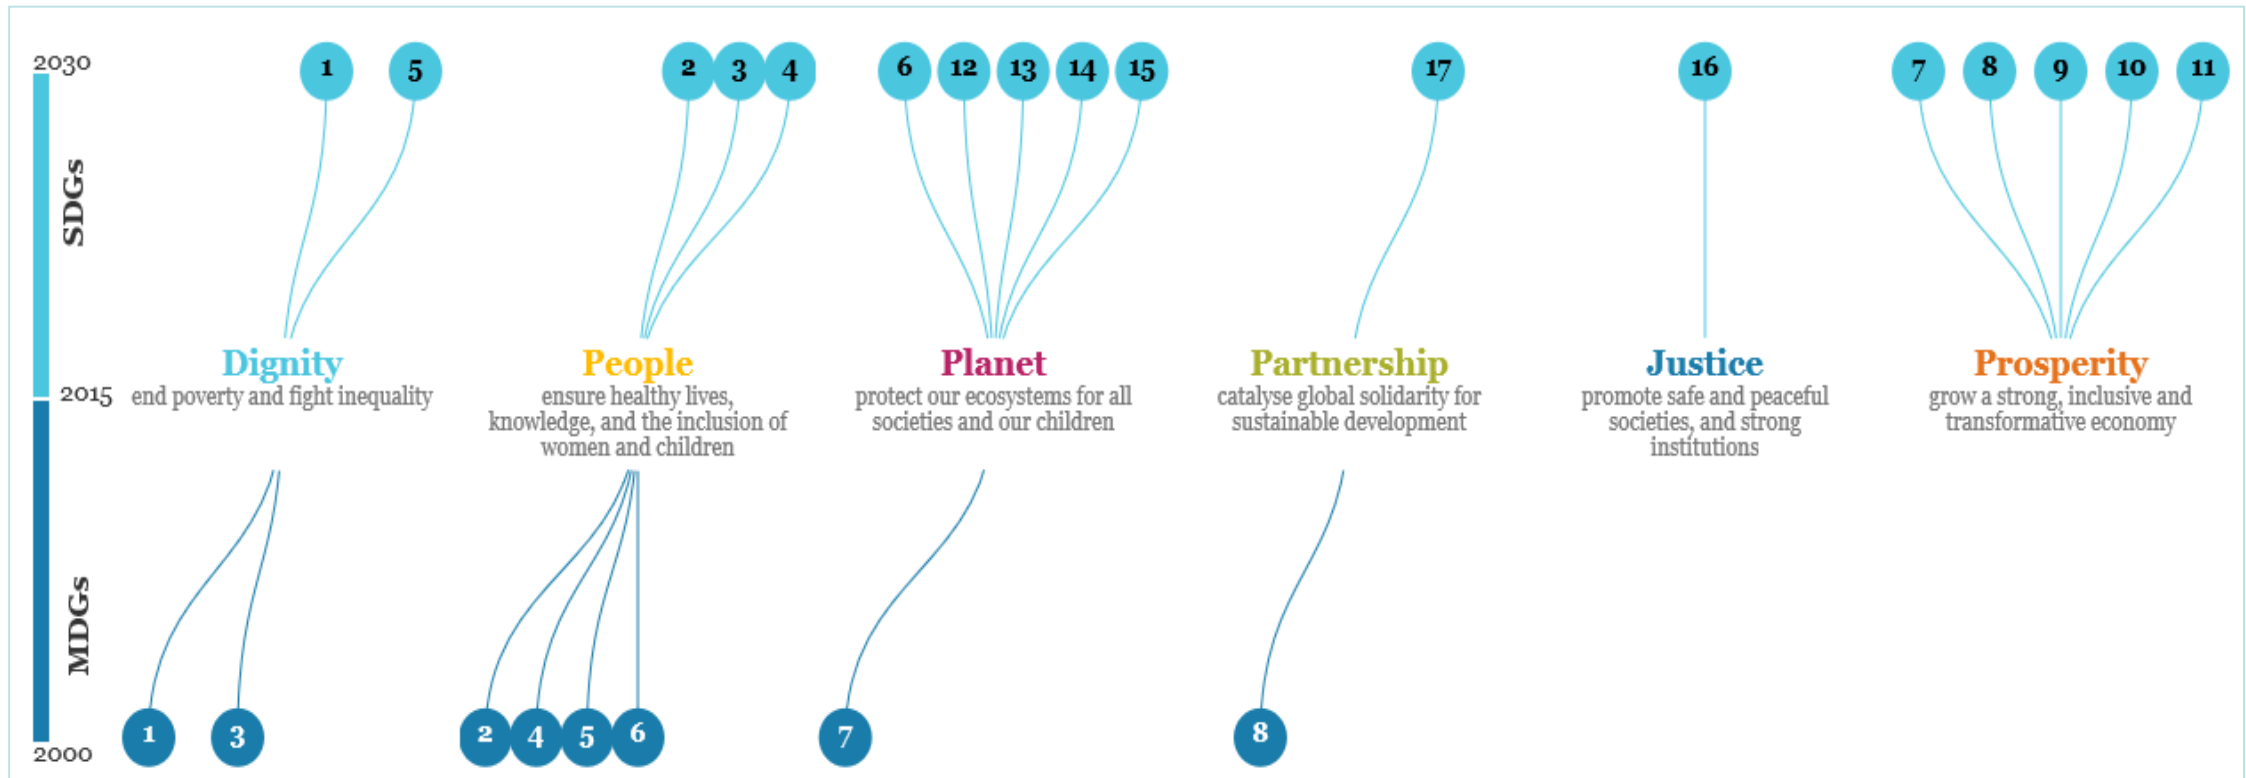 2030
1 5 2 3 4 6 12 13 14 15 17 16 7 8 9 10 11
SDGs
Dignity People Planet Partnership Justice Prosperity
2015
end poverty and fight inequality
ensure healthy lives,
knowledge, and the inclusion of
women and children
protect our ecosystems for all
societies and our children
catalyse global solidarity for
sustainable development
promote safe and peaceful
societies, and strong
institutions
grow a strong, inclusive and
transformative economy
MDGs
1 3 2 4 5 6 7 8
2000